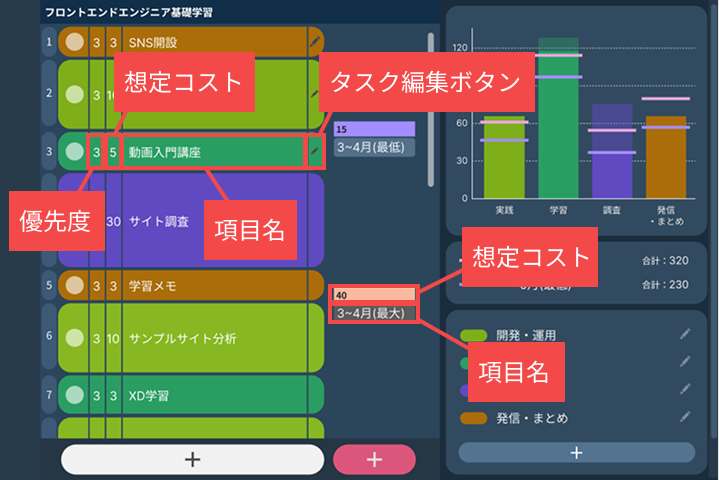 フロントエンドエンジニア基礎学習
1 3 3 SNS開設
想定コスト
タスク編集ボタン
2 3
15
3~4月(最低)
3 3 5 動画入門講座
優先度
項目名
30 サイト調査
5 3 3 学習メモ
40
3~4月(最大)
想定コスト
項目名
6 3 10 サンプルサイト分析
7 3 3 XD学習
+
+
120
60
30
0
実践
学習
調査
発信
・まとめ
合計：320
合計：230
開発・運用
発信・まとめ
+